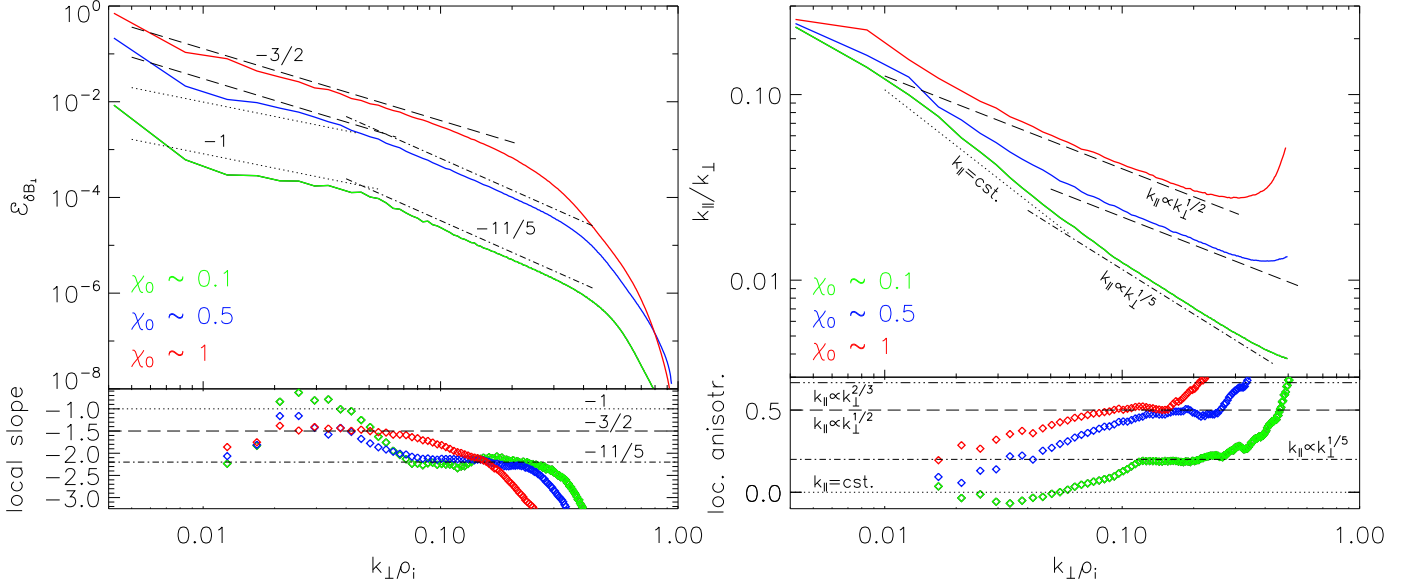 10⁰
10⁻²
10⁻⁴
10⁻⁶
10⁻⁸
ℰ_δB⊥
−3/2
−1
−11/5
χ₀ ~ 0.1
χ₀ ~ 0.5
χ₀ ~ 1
local slope
−1.0
−1.5
−2.0
−2.5
−3.0
−1
−3/2
−11/5
0.01
0.10
1.00
k⊥ρᵢ
k∥/k⊥
0.10
0.01
k∥=cst.
k∥∝k⊥^1/2
k∥∝k⊥^1/5
χ₀ ~ 0.1
χ₀ ~ 0.5
χ₀ ~ 1
loc. anisotr.
0.5
0.0
k∥∝k⊥^2/3
k∥∝k⊥^1/2
k∥∝k⊥^1/5
k∥=cst.
0.01
0.10
1.00
k⊥ρᵢ